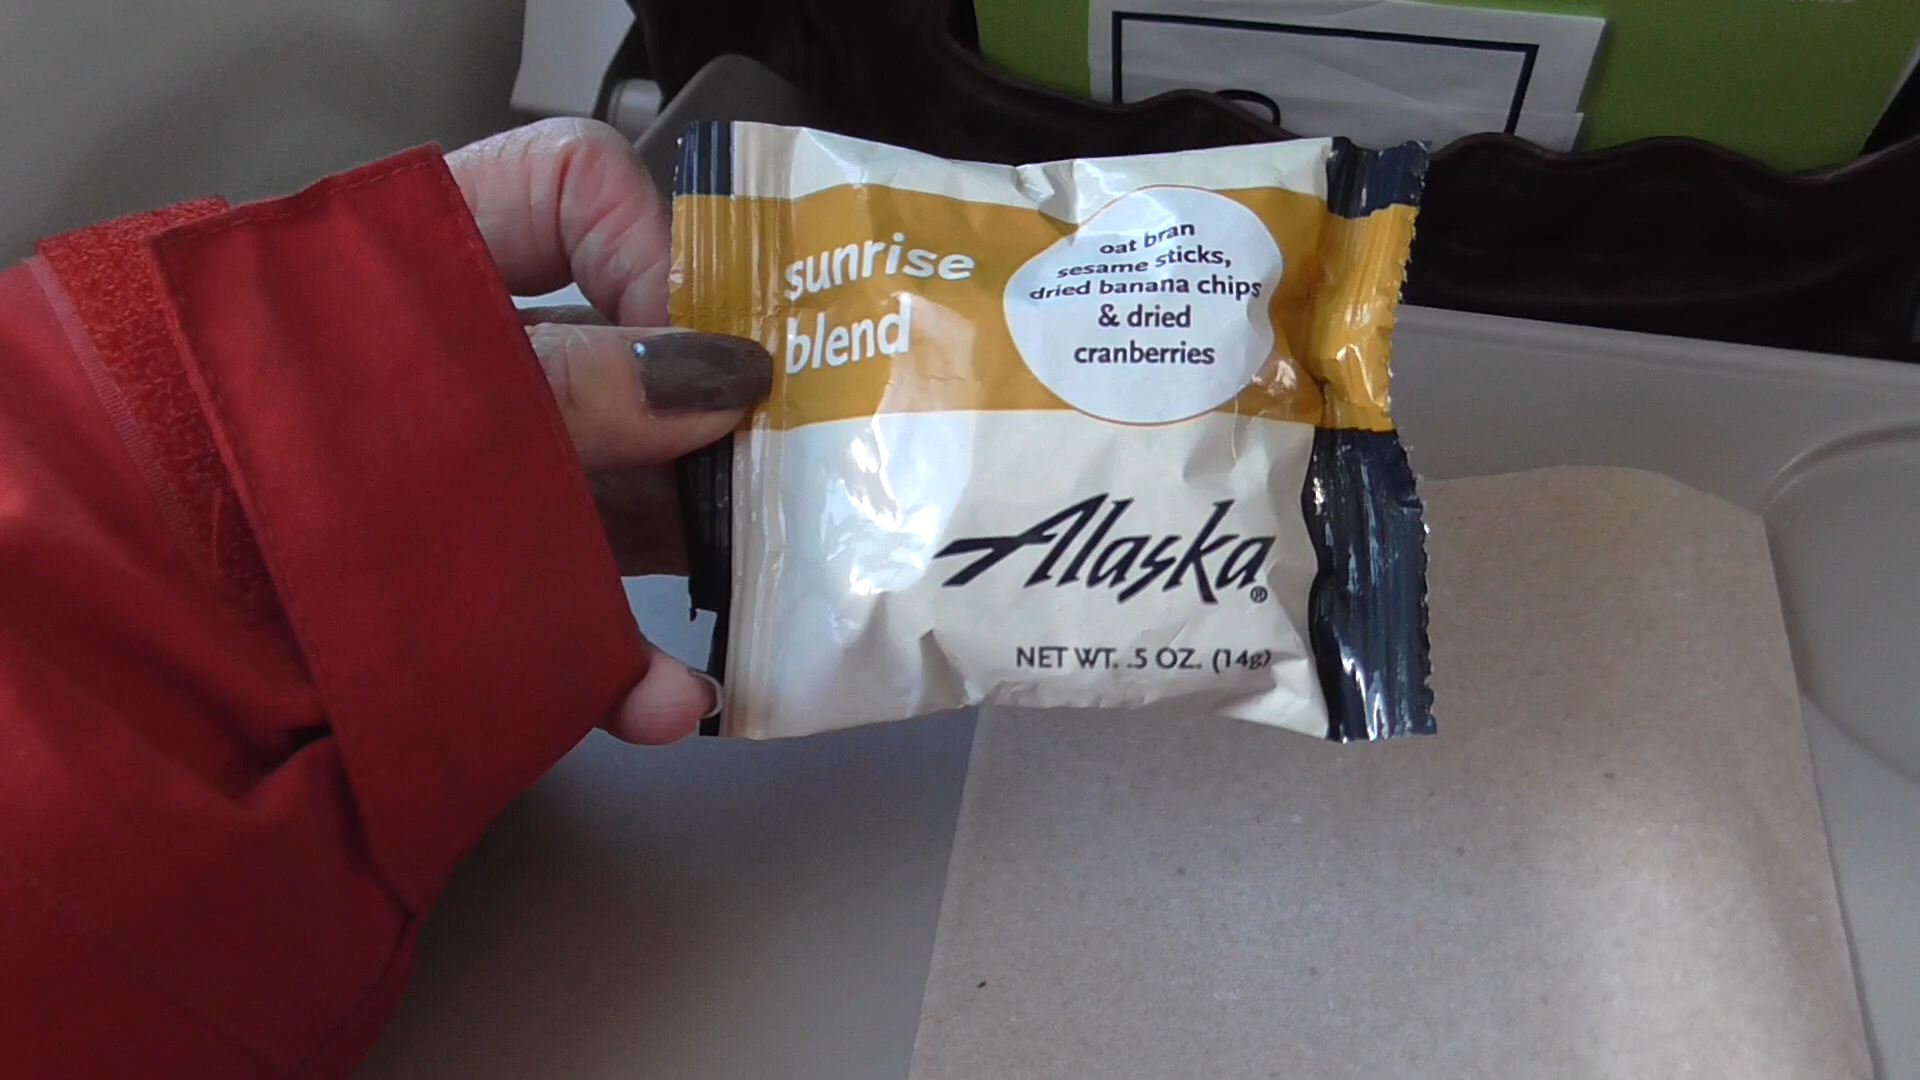 sunrise
blend
oat bran
sesame sticks,
dried banana chips
& dried
cranberries
Alaska®
NET WT. .5 OZ. (14g)